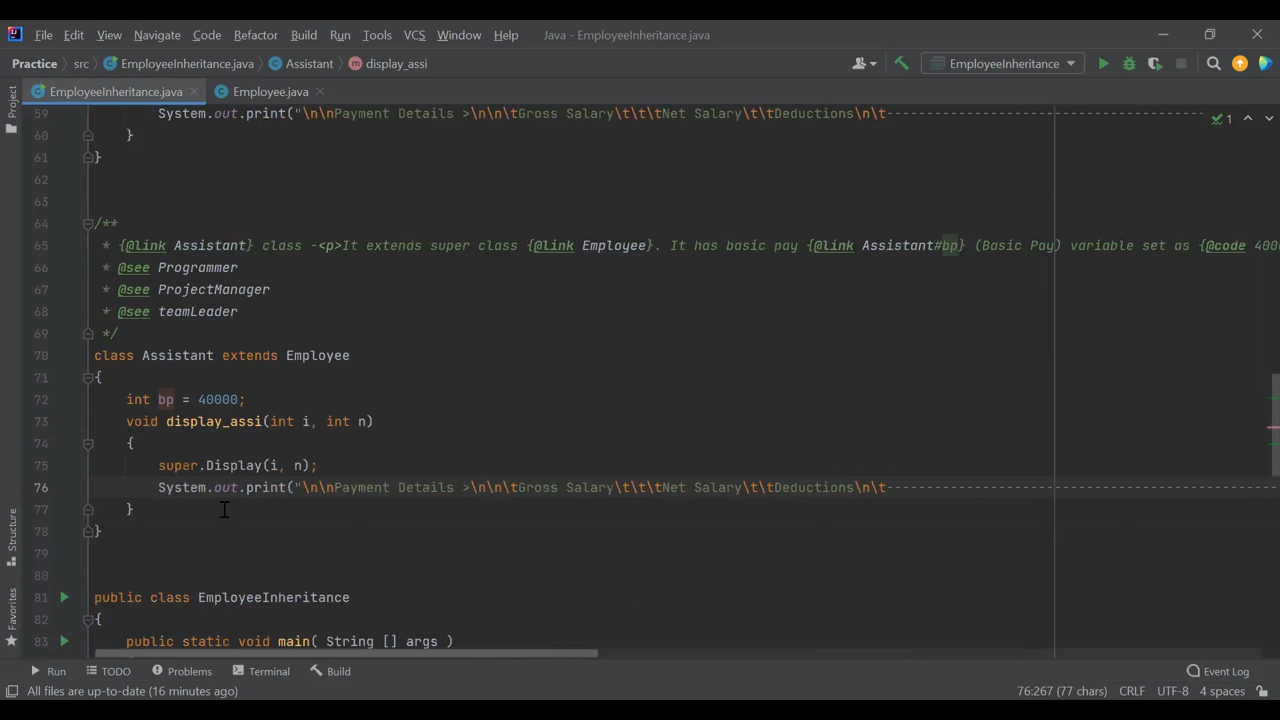 File Edit View Navigate Code Refactor Build Run Tools VCS Window Help Java - EmployeeInheritance.java
Practice src EmployeeInheritance.java Assistant display_assi EmployeeInheritance
EmployeeInheritance.java Employee.java
Project
59 System.out.print("\n\nPayment Details >\n\n\tGross Salary\t\t\tNet Salary\t\tDeductions\n\t----------------------------------------
1
60 }
61 }
62
63
64 /**
65 * {@link Assistant} class -<p>It extends super class {@link Employee}. It has basic pay {@link Assistant#bp} (Basic Pay) variable set as {@code 4000
66 * @see Programmer
67 * @see ProjectManager
68 * @see teamLeader
69 */
70 class Assistant extends Employee
71 {
72 int bp = 40000;
73 void display_assi(int i, int n)
74 {
75 super.Display(i, n);
76 System.out.print("\n\nPayment Details >\n\n\tGross Salary\t\t\tNet Salary\t\tDeductions\n\t-------------------------------------------------
77 }
78 }
79
80
81 public class EmployeeInheritance
82 {
83 public static void main( String [] args )
Structure
Favorites
Run TODO Problems Terminal Build Event Log
All files are up-to-date (16 minutes ago) 76:267 (77 chars) CRLF UTF-8 4 spaces